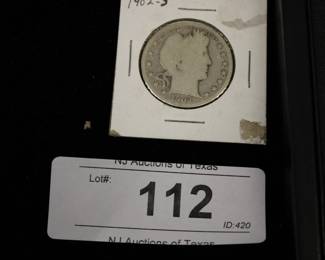 1902-S
NJ Auctions of Texas
Lot#:
112
ID:420
NJ Auctions of Texas